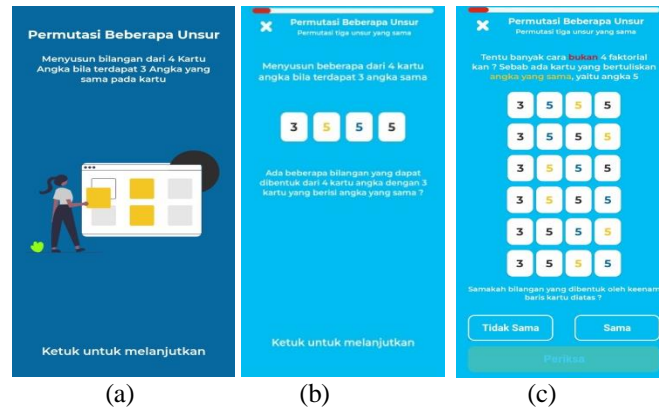 Permutasi Beberapa Unsur
Menyusun bilangan dari 4 Kartu
Angka bila terdapat 3 Angka yang
sama pada kartu
Ketuk untuk melanjutkan
(a)
Permutasi Beberapa Unsur
Permutasi tiga unsur yang sama
Menyusun beberapa dari 4 kartu
angka bila terdapat 3 angka sama
3 5 5 5
Ada beberapa bilangan yang dapat
dibentuk dari 4 kartu angka dengan 3
kartu yang berisi angka yang sama ?
Ketuk untuk melanjutkan
(b)
Permutasi Beberapa Unsur
Permutasi tiga unsur yang sama
Tentu banyak cara bukan 4 faktorial
kan ? Sebab ada kartu yang bertuliskan
angka yang sama, yaitu angka 5
3 5 5 5
3 5 5 5
3 5 5 5
3 5 5 5
3 5 5 5
3 5 5 5
Samakah bilangan yang dibentuk oleh keenam
baris kartu diatas ?
Tidak Sama
Sama
Periksa
(c)